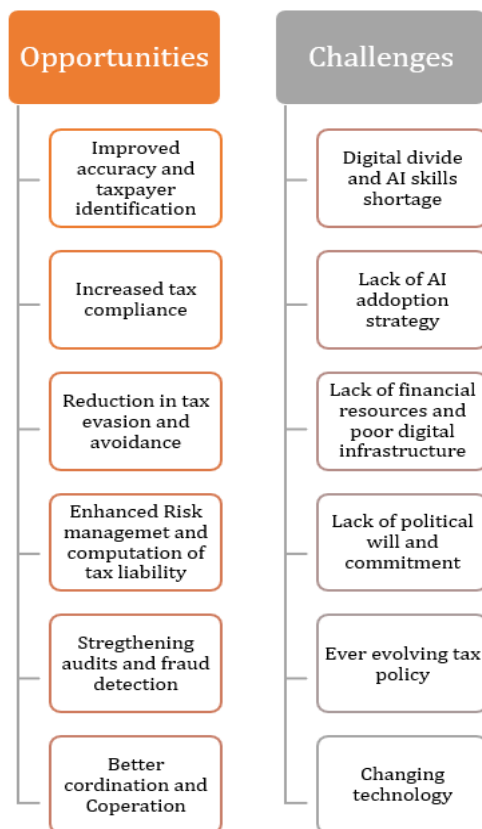 Opportunities
Improved
accuracy and
taxpayer
identification
Increased tax
compliance
Reduction in tax
evasion and
avoidance
Enhanced Risk
managemet and
computation of
tax liability
Stregthening
audits and fraud
detection
Better
cordination and
Coperation
Challenges
Digital divide
and AI skills
shortage
Lack of AI
addoption
strategy
Lack of financial
resources and
poor digital
infrastructure
Lack of political
will and
commitment
Ever evolving tax
policy
Changing
technology